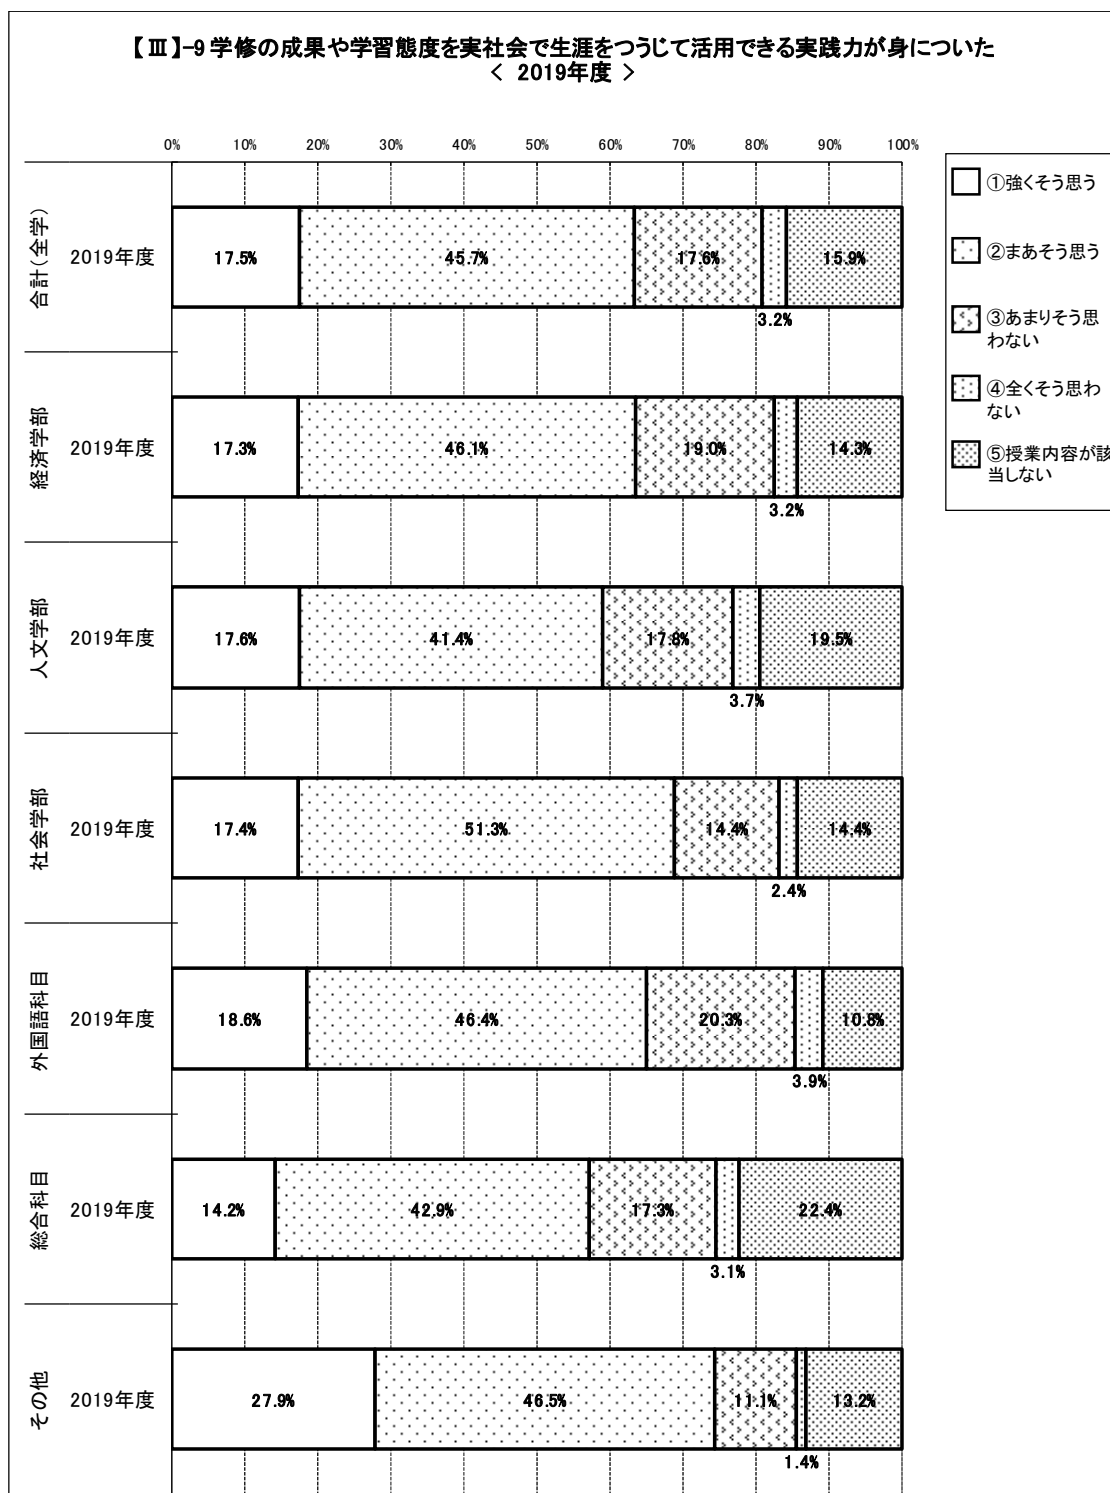 【Ⅲ】-9 学修の成果や学習態度を実社会で生涯をつうじて活用できる実践力が身についた
< 2019年度 >
0% 10% 20% 30% 40% 50% 60% 70% 80% 90% 100%
合計(全学) 2019年度 17.5% 45.7% 17.6% 15.9%
3.2%
経済学部 2019年度 17.3% 46.1% 19.0% 14.3%
3.2%
人文学部 2019年度 17.6% 41.4% 17.8% 19.5%
3.7%
社会学部 2019年度 17.4% 51.3% 14.4% 14.4%
2.4%
外国語科目 2019年度 18.6% 46.4% 20.3% 10.8%
3.9%
総合科目 2019年度 14.2% 42.9% 17.3% 22.4%
3.1%
その他 2019年度 27.9% 46.5% 11.1% 13.2%
1.4%
①強くそう思う
②まあそう思う
③あまりそう思
わない
④全くそう思わ
ない
⑤授業内容が該
当しない